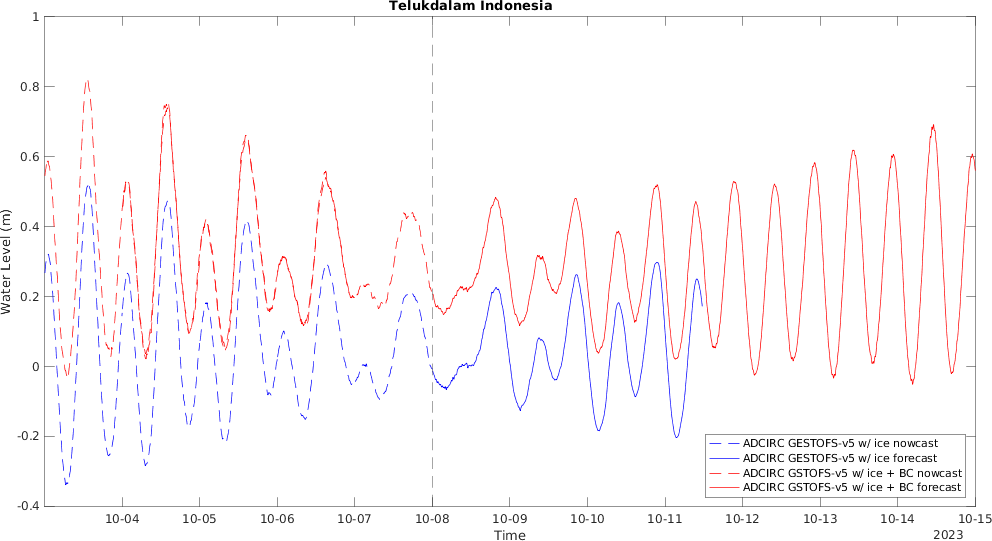 Telukdalam Indonesia
1
0.8
0.6
0.4
0.2
0
-0.2
-0.4
Water Level (m)
ADCIRC GESTOFS-v5 w/ ice nowcast
ADCIRC GESTOFS-v5 w/ ice forecast
ADCIRC GSTOFS-v5 w/ ice + BC nowcast
ADCIRC GSTOFS-v5 w/ ice + BC forecast
10-04 10-05 10-06 10-07 10-08 10-09 10-10 10-11 10-12 10-13 10-14 10-15
Time
2023